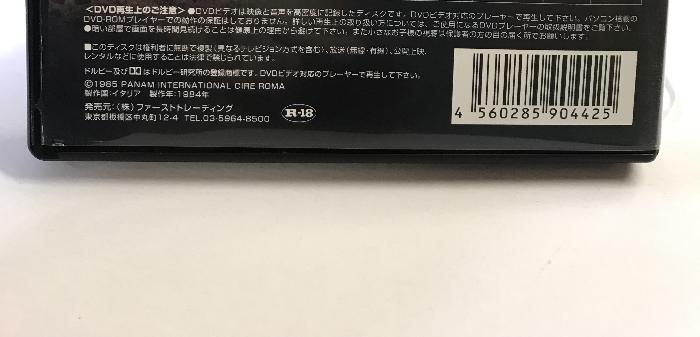 <DVD再生上のご注意>●DVDビデオは映像と音声を高密度に記録したディスクです。DVDビデオ対応のプレーヤーで再生して下さい。パソコン搭載の
DVD-ROMプレイヤーでの動作の保証はしておりません。詳しい再生上の取り扱い方については、ご使用になるDVDプレーヤーの取扱説明書をご覧下さい。
●暗い部屋で画面を長時間見続けることは健康上の理由から避けて下さい。また小さなお子様の視聴は保護者の方の目の届く所でお願いします。
■このディスクは権利者に無断で複製(異なるテレビジョン方式を含む)、放送(無線・有線)、公開上映、
レンタルなどに使用することは法律で禁じられています。
ドルビー及びはドルビー研究所の登録商標です。DVDビデオ対応のプレーヤーで再生して下さい。
©1985 PANAM INTERNATIONAL CIRE ROMA
製作国:イタリア 製作年:1984年
発売元:(株)ファーストトレーディング
東京都板橋区中丸町12-4 TEL.03-5964-8500
R-18
4 560285 904425